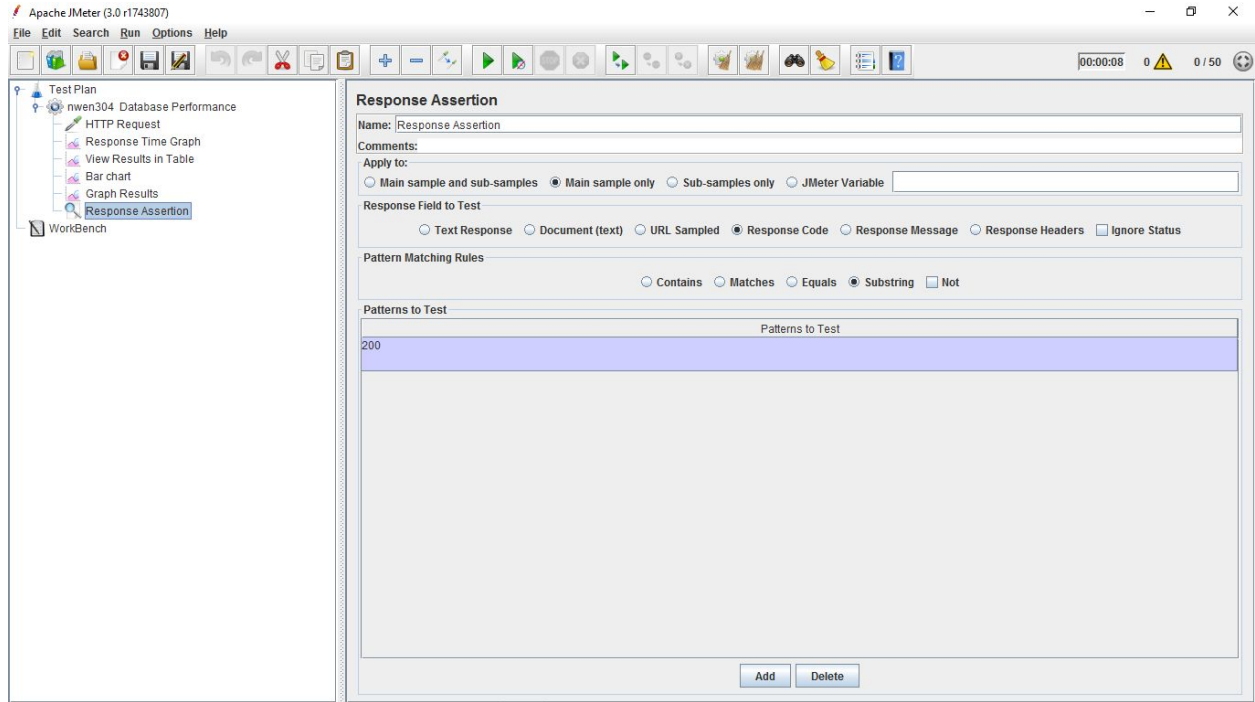 Apache JMeter (3.0 r1743807)
File Edit Search Run Options Help
00:00:08 0 0 / 50
Test Plan
nwen304 Database Performance
HTTP Request
Response Time Graph
View Results in Table
Bar chart
Graph Results
Response Assertion
WorkBench
Response Assertion
Name: Response Assertion
Comments:
Apply to:
Main sample and sub-samples Main sample only Sub-samples only JMeter Variable
Response Field to Test
Text Response Document (text) URL Sampled Response Code Response Message Response Headers Ignore Status
Pattern Matching Rules
Contains Matches Equals Substring Not
Patterns to Test
Patterns to Test
200
Add Delete